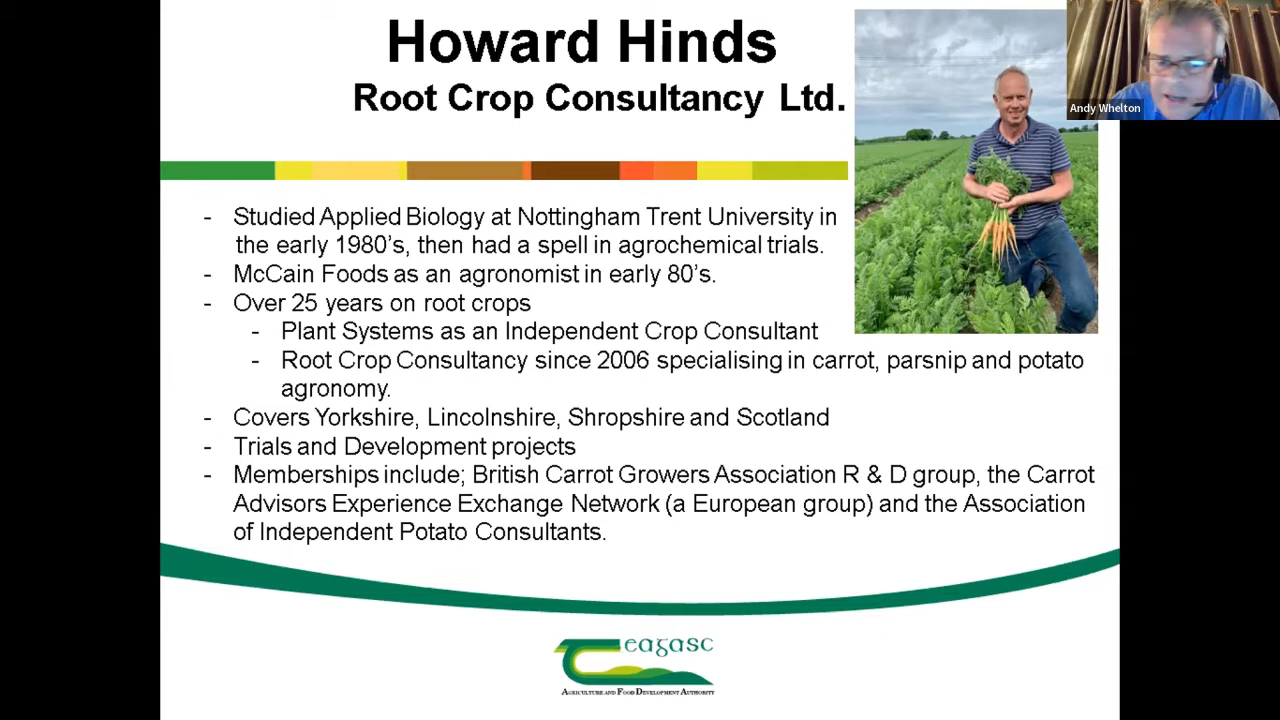 Howard Hinds
Root Crop Consultancy Ltd.
Andy Whelton
- Studied Applied Biology at Nottingham Trent University in
the early 1980's, then had a spell in agrochemical trials.
- McCain Foods as an agronomist in early 80's.
- Over 25 years on root crops
- Plant Systems as an Independent Crop Consultant
- Root Crop Consultancy since 2006 specialising in carrot, parsnip and potato
agronomy.
- Covers Yorkshire, Lincolnshire, Shropshire and Scotland
- Trials and Development projects
- Memberships include; British Carrot Growers Association R & D group, the Carrot
Advisors Experience Exchange Network (a European group) and the Association
of Independent Potato Consultants.
Teagasc
AGRICULTURE AND FOOD DEVELOPMENT AUTHORITY